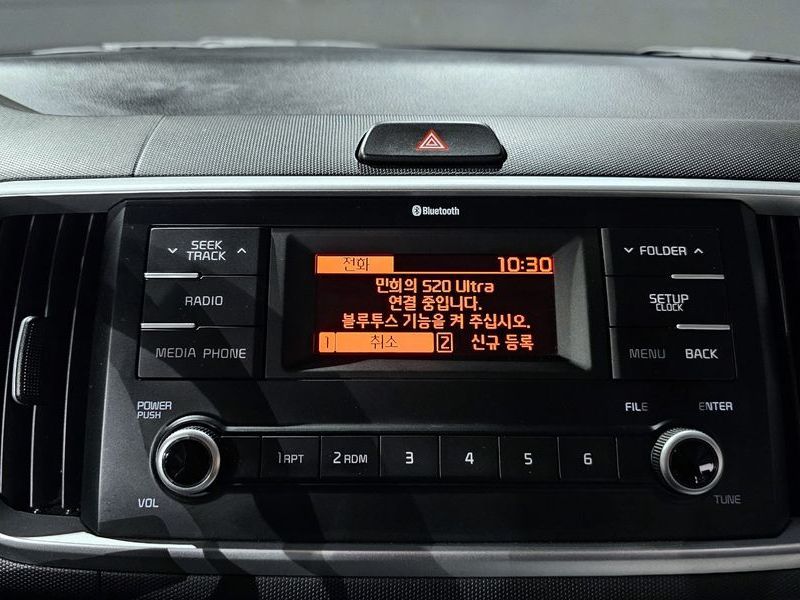 Bluetooth
SEEK
TRACK
FOLDER
RADIO
SETUP
CLOCK
MEDIA PHONE
MENU BACK
전화 10:30
민희의 S20 Ultra
연결 중입니다.
블루투스 기능을 켜 주십시오.
1 취소 2 신규 등록
POWER
PUSH
FILE ENTER
1 RPT 2 RDM 3 4 5 6
VOL
TUNE